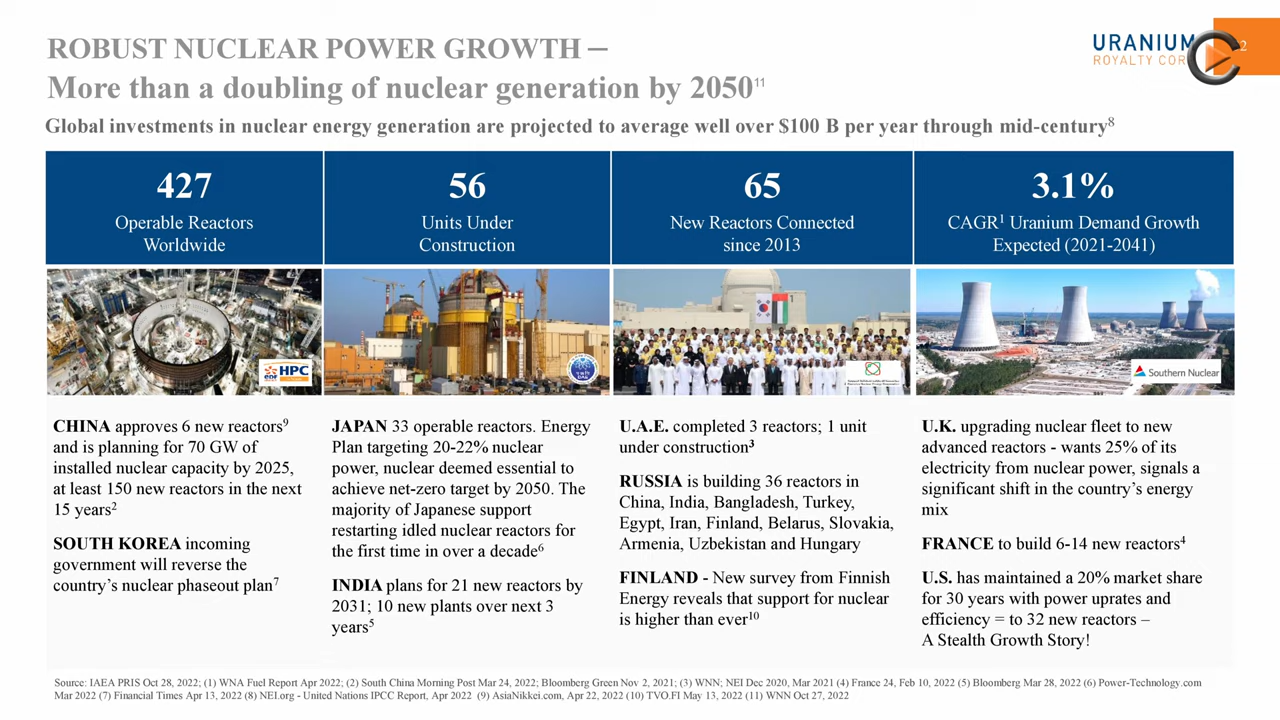 ROBUST NUCLEAR POWER GROWTH –
More than a doubling of nuclear generation by 2050¹¹
URANIUM
ROYALTY COR
2
Global investments in nuclear energy generation are projected to average well over $100 B per year through mid-century⁸
427
Operable Reactors
Worldwide
56
Units Under
Construction
65
New Reactors Connected
since 2013
3.1%
CAGR¹ Uranium Demand Growth
Expected (2021-2041)
edf
HPC
Southern Nuclear
CHINA approves 6 new reactors⁹
and is planning for 70 GW of
installed nuclear capacity by 2025,
at least 150 new reactors in the next
15 years²
SOUTH KOREA incoming
government will reverse the
country's nuclear phaseout plan⁷
JAPAN 33 operable reactors. Energy
Plan targeting 20-22% nuclear
power, nuclear deemed essential to
achieve net-zero target by 2050. The
majority of Japanese support
restarting idled nuclear reactors for
the first time in over a decade⁶
INDIA plans for 21 new reactors by
2031; 10 new plants over next 3
years⁵
U.A.E. completed 3 reactors; 1 unit
under construction³
RUSSIA is building 36 reactors in
China, India, Bangladesh, Turkey,
Egypt, Iran, Finland, Belarus, Slovakia,
Armenia, Uzbekistan and Hungary
FINLAND - New survey from Finnish
Energy reveals that support for nuclear
is higher than ever¹⁰
U.K. upgrading nuclear fleet to new
advanced reactors - wants 25% of its
electricity from nuclear power, signals a
significant shift in the country's energy
mix
FRANCE to build 6-14 new reactors⁴
U.S. has maintained a 20% market share
for 30 years with power uprates and
efficiency = to 32 new reactors –
A Stealth Growth Story!
Source: IAEA PRIS Oct 28, 2022; (1) WNA Fuel Report Apr 2022; (2) South China Morning Post Mar 24, 2022; Bloomberg Green Nov 2, 2021; (3) WNN; NEI Dec 2020, Mar 2021 (4) France 24, Feb 10, 2022 (5) Bloomberg Mar 28, 2022 (6) Power-Technology.com
Mar 2022 (7) Financial Times Apr 13, 2022 (8) NEI.org - United Nations IPCC Report, Apr 2022 (9) AsiaNikkei.com, Apr 22, 2022 (10) TVO.FI May 13, 2022 (11) WNN Oct 27, 2022